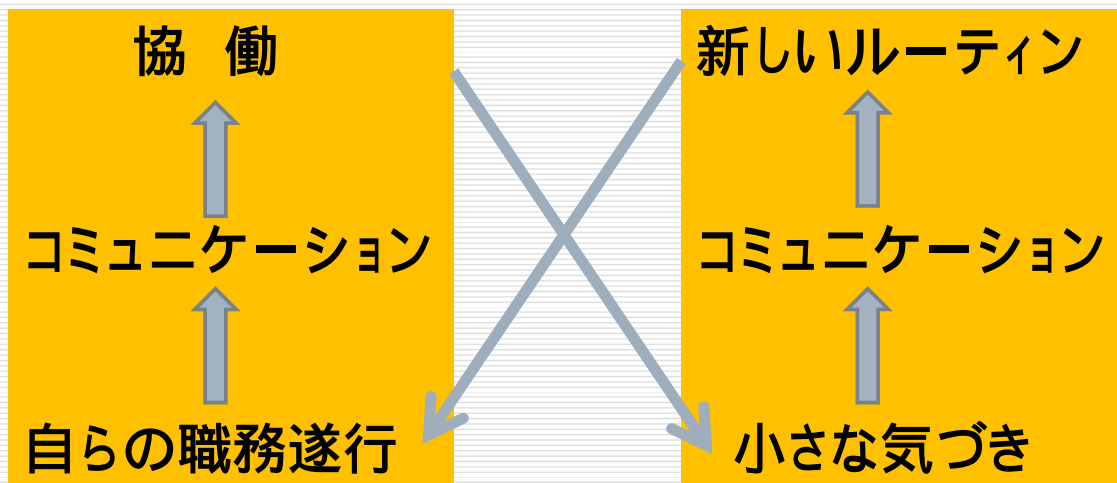 協　働
コミュニケーション
自らの職務遂行
新しいルーティン
コミュニケーション
小さな気づき